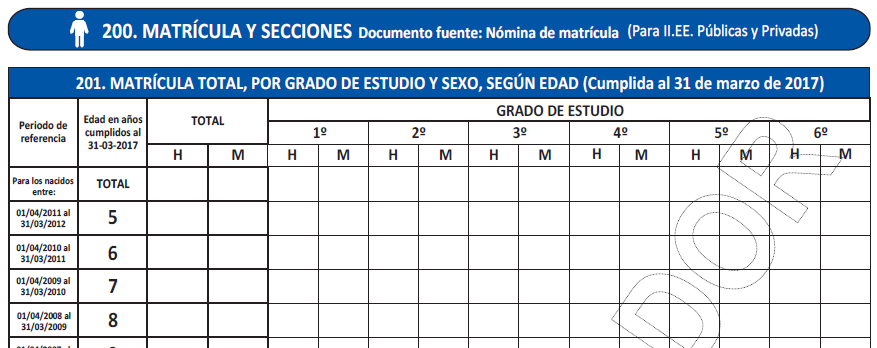 200. MATRÍCULA Y SECCIONES Documento fuente: Nómina de matrícula (Para II.EE. Públicas y Privadas)
201. MATRÍCULA TOTAL, POR GRADO DE ESTUDIO Y SEXO, SEGÚN EDAD (Cumplida al 31 de marzo de 2017)
Periodo de referencia
Edad en años cumplidos al 31-03-2017
TOTAL
GRADO DE ESTUDIO
1º 2º 3º 4º 5º 6º
H M H M H M H M H M H M H M
Para los nacidos entre: TOTAL
01/04/2011 al 31/03/2012 5
01/04/2010 al 31/03/2011 6
01/04/2009 al 31/03/2010 7
01/04/2008 al 31/03/2009 8
DOR